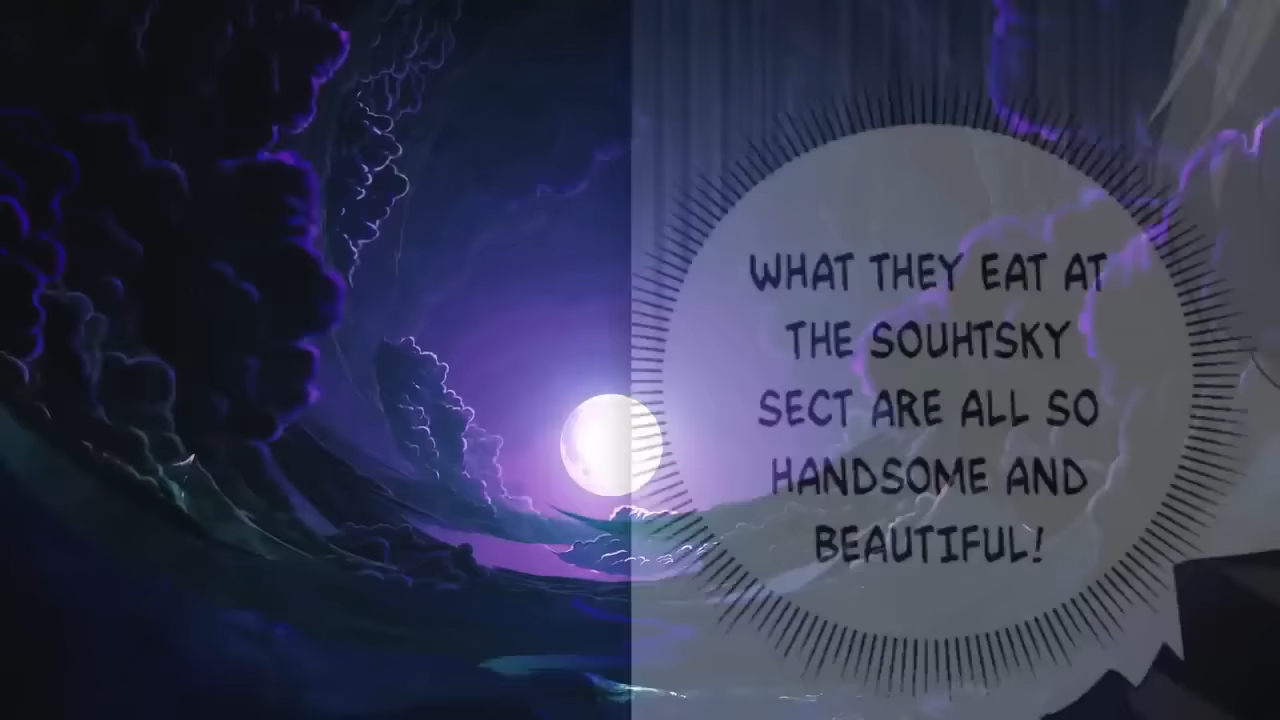 WHAT THEY EAT AT
THE SOUHTSKY
SECT ARE ALL SO
HANDSOME AND
BEAUTIFUL!